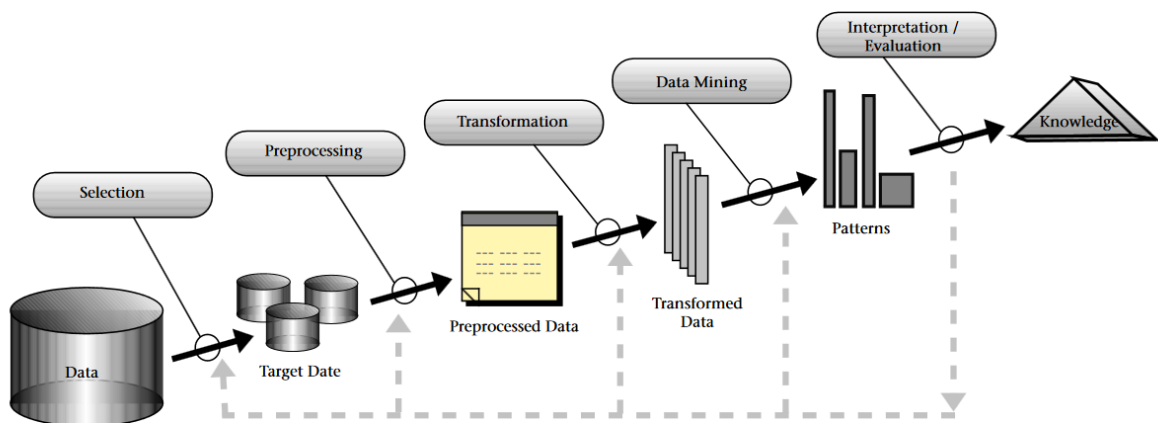 Interpretation /
Evaluation
Data Mining
Transformation
Preprocessing
Selection
Knowledge
Patterns
Transformed
Data
Preprocessed Data
Target Date
Data
--- --- ---
--- --- ---
--- --- ---